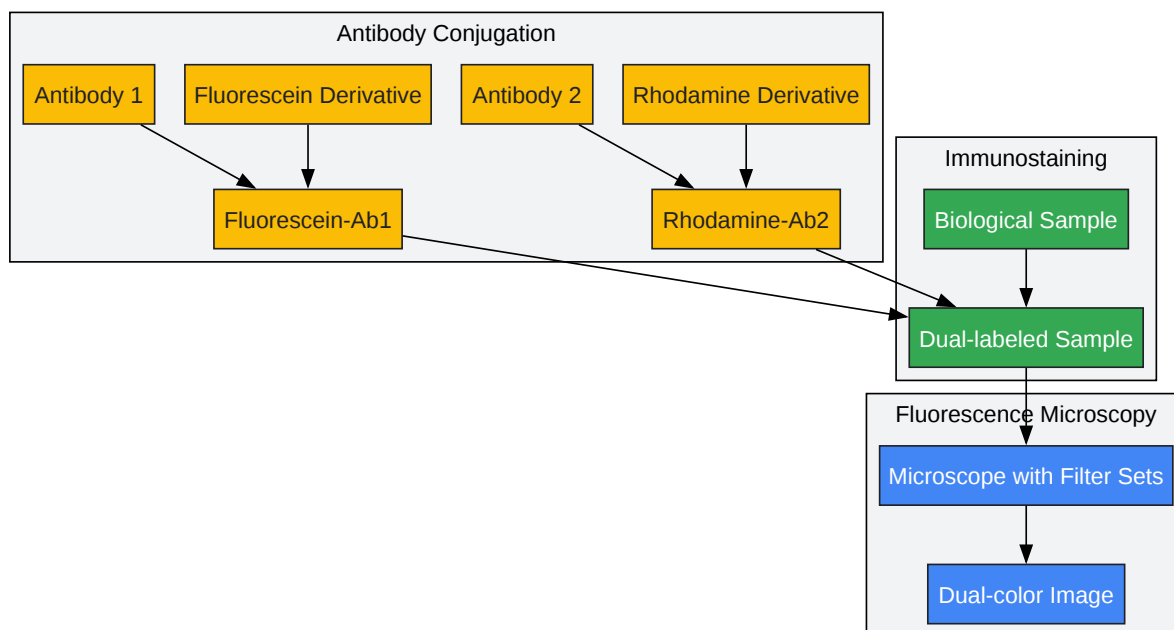 Antibody Conjugation
Antibody 1
Fluorescein Derivative
Antibody 2
Rhodamine Derivative
Fluorescein-Ab1
Rhodamine-Ab2
Immunostaining
Biological Sample
Dual-labeled Sample
Fluorescence Microscopy
Microscope with Filter Sets
Dual-color Image